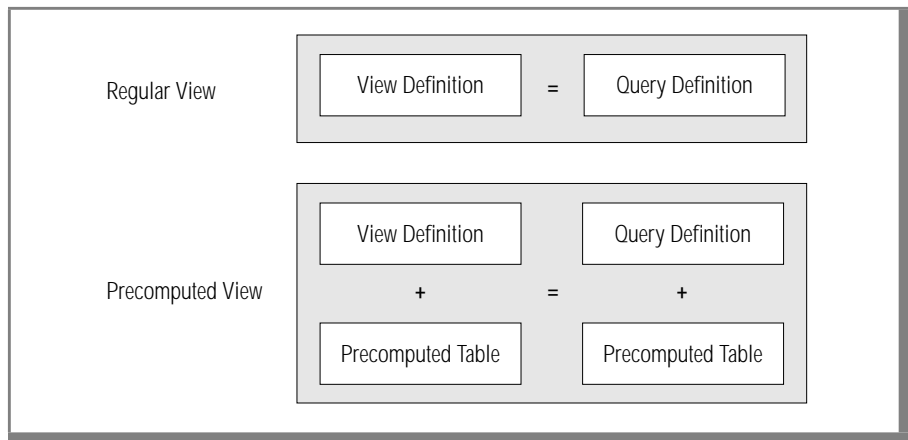 Regular View
View Definition = Query Definition
View Definition Query Definition
Precomputed View + = +
Precomputed Table Precomputed Table